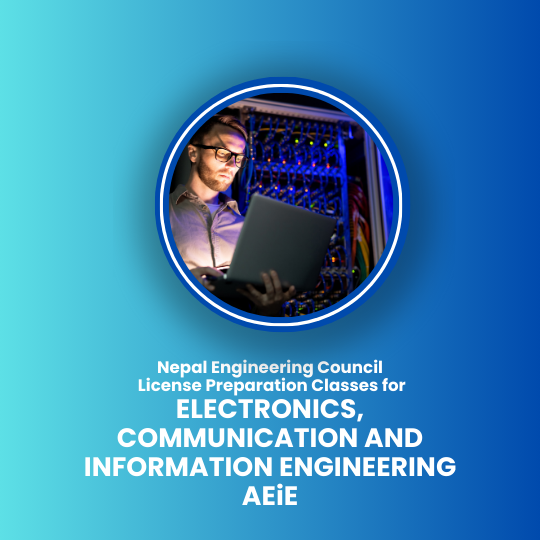 Nepal Engineering Council
License Preparation Classes for
ELECTRONICS,
COMMUNICATION AND
INFORMATION ENGINEERING
AEiE